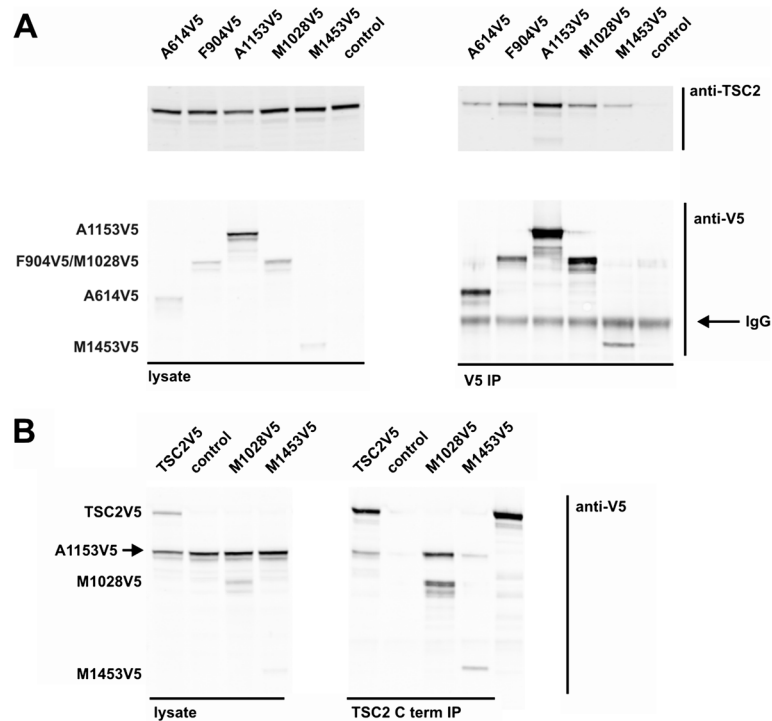 A
A614V5 F904V5 A1153V5 M1028V5 M1453V5 control
A614V5 F904V5 A1153V5 M1028V5 M1453V5 control
anti-TSC2
anti-V5
A1153V5
F904V5/M1028V5
A614V5
M1453V5
IgG
lysate
V5 IP
B
TSC2V5 control M1028V5 M1453V5
TSC2V5 control M1028V5 M1453V5
TSC2V5
anti-V5
A1153V5
M1028V5
M1453V5
lysate
TSC2 C term IP